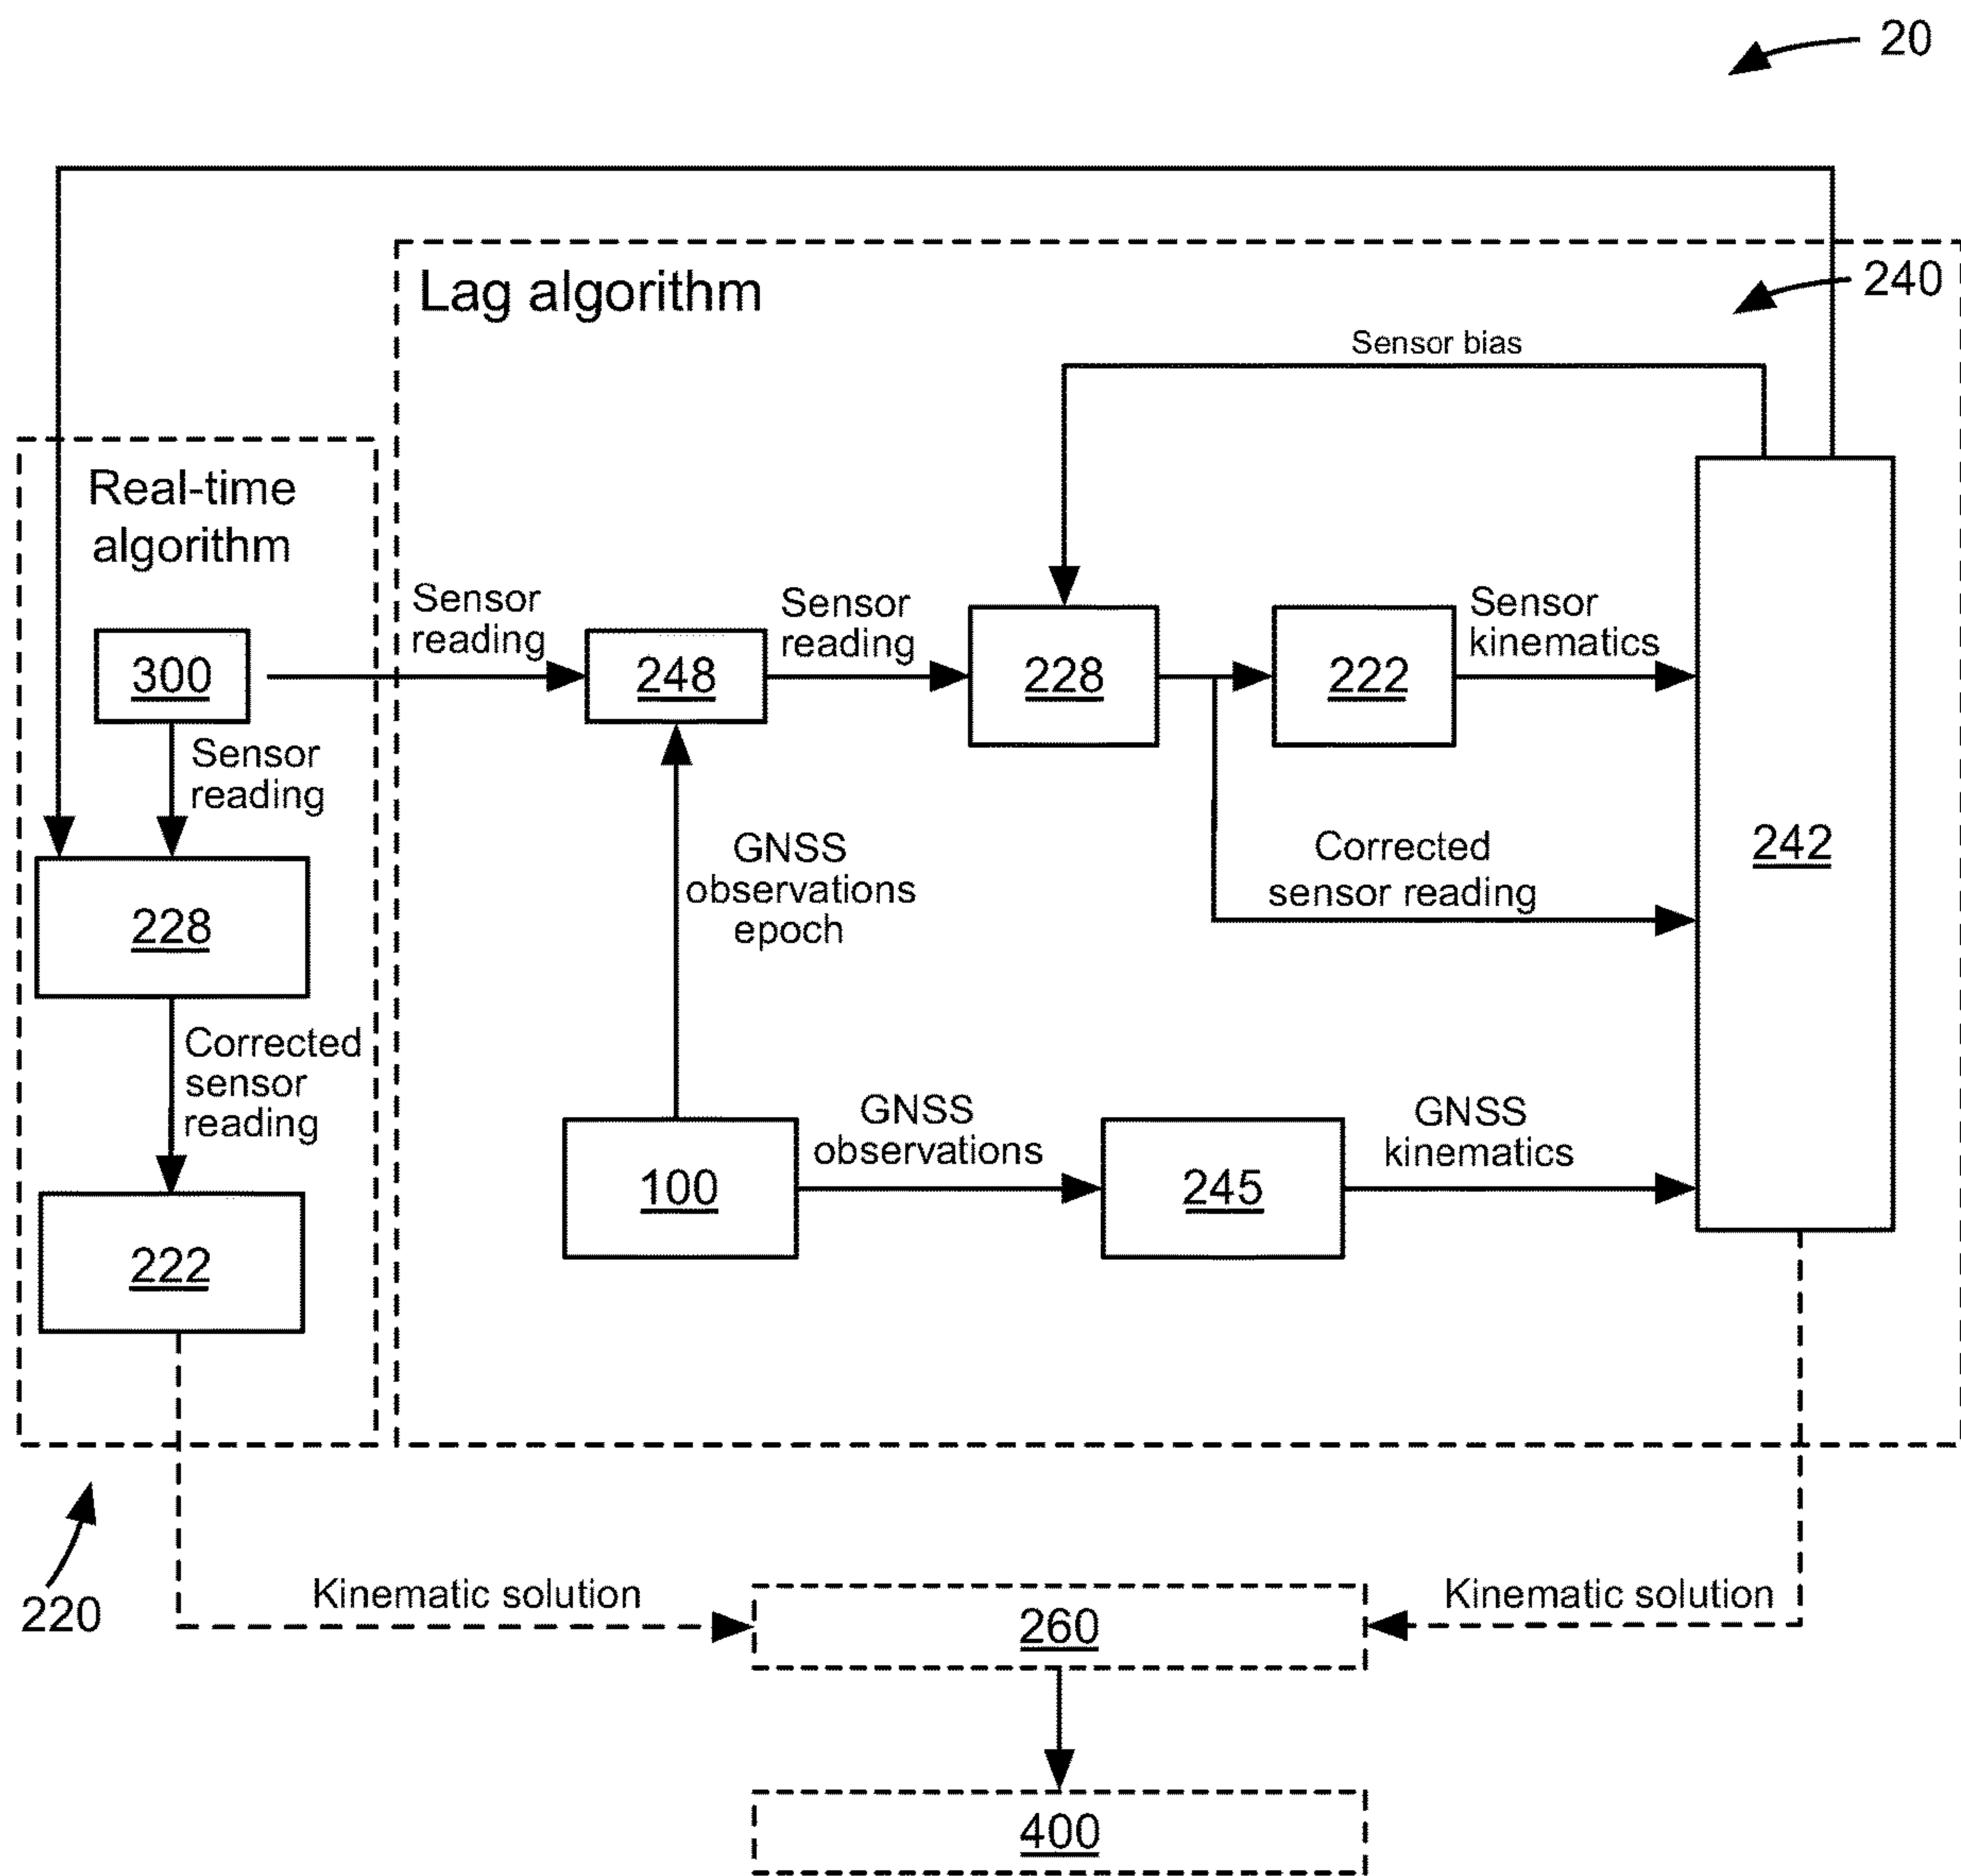 20
Lag algorithm
240
Sensor bias
Real-time
algorithm
Sensor
reading
Sensor
reading
Sensor
kinematics
300
248
228
222
Sensor
reading
GNSS
observations
epoch
Corrected
sensor reading
242
228
Corrected
sensor
reading
GNSS
observations
GNSS
kinematics
100
245
222
220
Kinematic solution
260
Kinematic solution
400